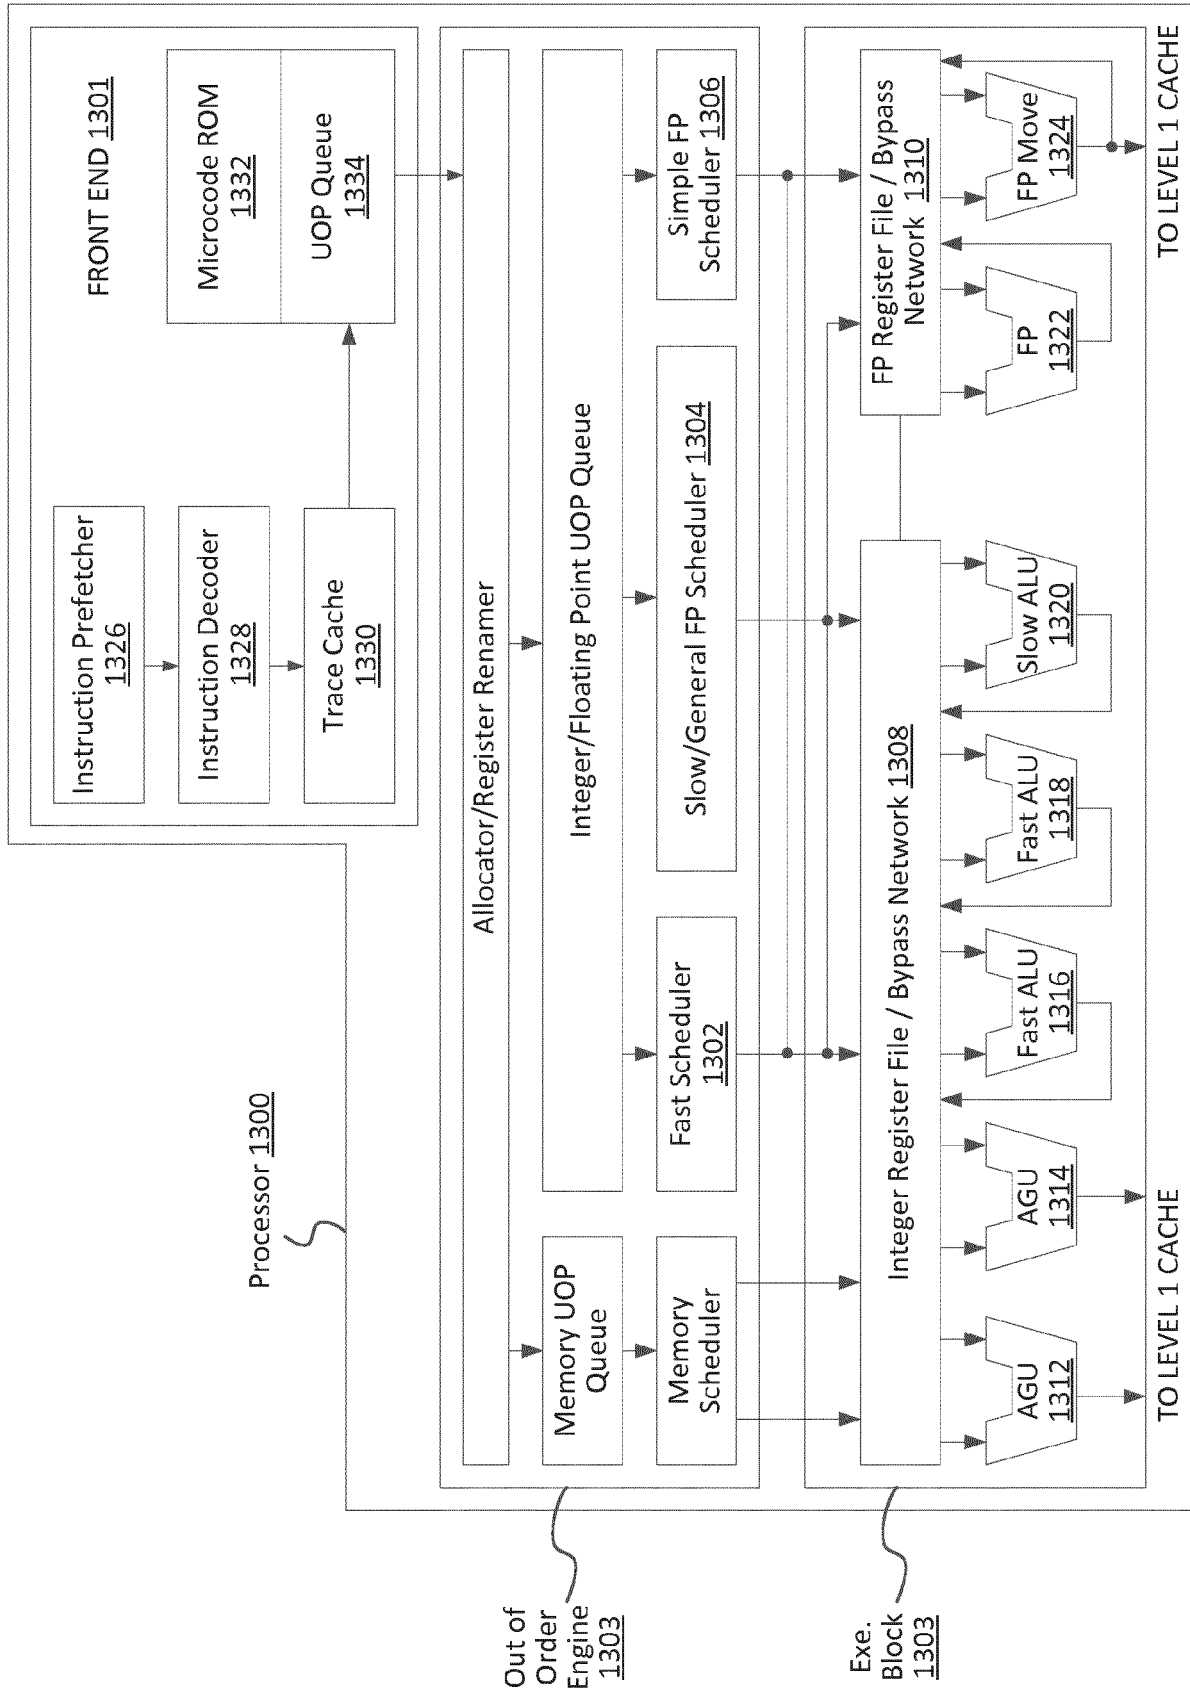 Processor 1300
FRONT END 1301
Instruction Prefetcher
1326
Instruction Decoder
1328
Trace Cache
1330
Microcode ROM
1332
UOP Queue
1334
Out of
Order
Engine
1303
Allocator/Register Renamer
Memory UOP
Queue
Integer/Floating Point UOP Queue
Memory
Scheduler
Fast Scheduler
1302
Slow/General FP Scheduler 1304
Simple FP
Scheduler 1306
Exe.
Block
1303
Integer Register File / Bypass Network 1308
FP Register File / Bypass
Network 1310
AGU
1312
AGU
1314
Fast ALU
1316
Fast ALU
1318
Slow ALU
1320
FP
1322
FP Move
1324
TO LEVEL 1 CACHE
TO LEVEL 1 CACHE